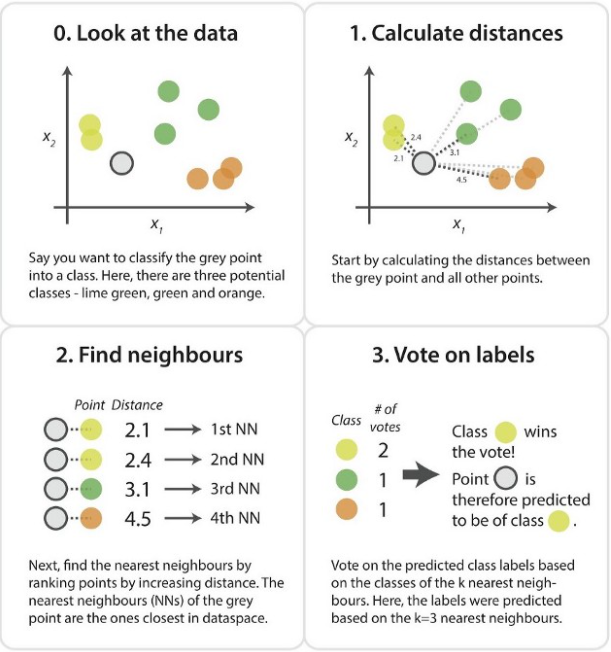 0. Look at the data
x2
x1
Say you want to classify the grey point
into a class. Here, there are three potential
classes - lime green, green and orange.
1. Calculate distances
x2
2.4
2.1
3.1
4.5
x1
Start by calculating the distances between
the grey point and all other points.
2. Find neighbours
Point Distance
2.1 1st NN
2.4 2nd NN
3.1 3rd NN
4.5 4th NN
Next, find the nearest neighbours by
ranking points by increasing distance. The
nearest neighbours (NNs) of the grey
point are the ones closest in dataspace.
3. Vote on labels
# of
Class votes
2
1
1
Class wins
the vote!
Point is
therefore predicted
to be of class .
Vote on the predicted class labels based
on the classes of the k nearest neigh-
bours. Here, the labels were predicted
based on the k=3 nearest neighbours.